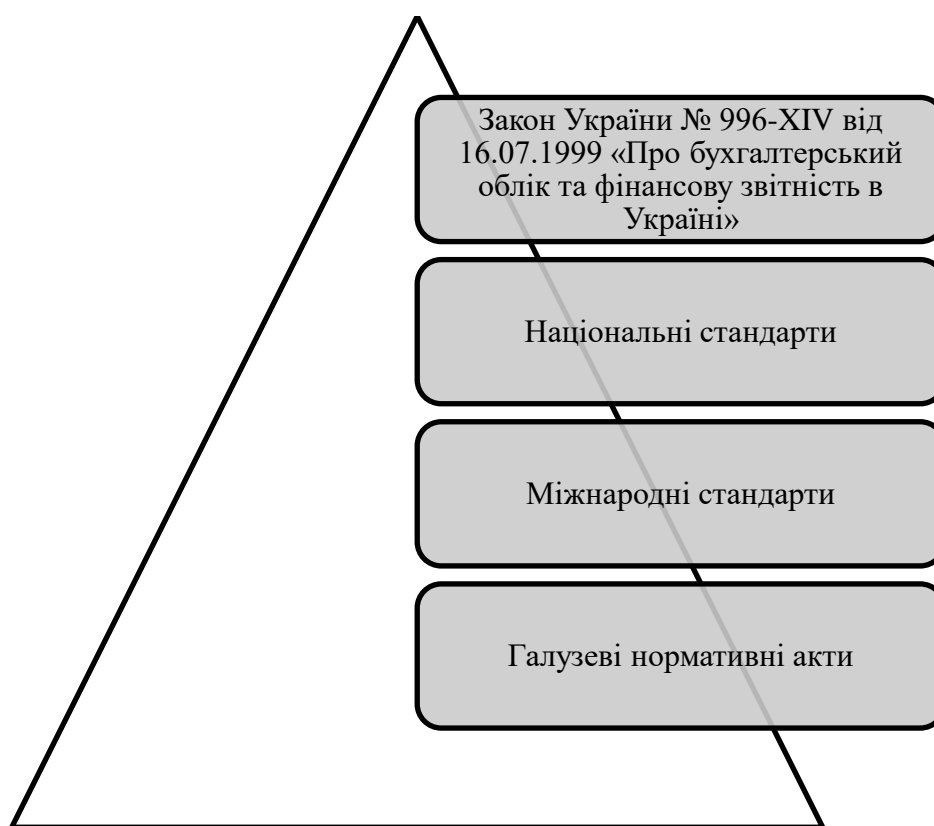 Закон України № 996-XIV від
16.07.1999 «Про бухгалтерський
облік та фінансову звітність в
Україні»
Національні стандарти
Міжнародні стандарти
Галузеві нормативні акти